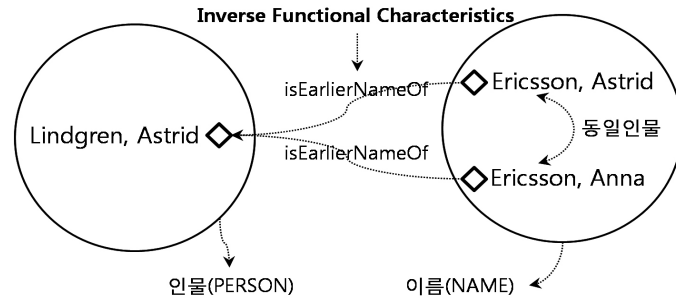 Inverse Functional Characteristics
isEarlierNameOf
Ericsson, Astrid
Lindgren, Astrid
동일인물
isEarlierNameOf
Ericsson, Anna
인물(PERSON)
이름(NAME)